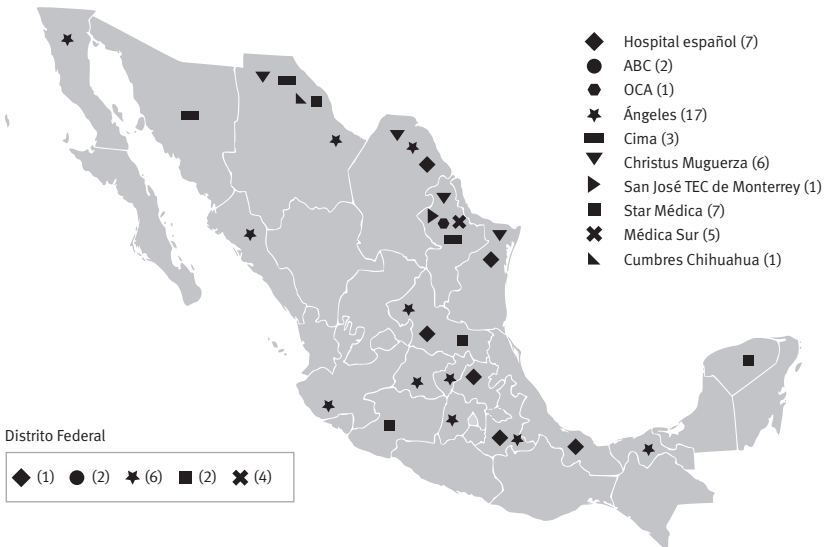 Hospital español (7)
ABC (2)
OCA (1)
Ángeles (17)
Cima (3)
Christus Muguerza (6)
San José TEC de Monterrey (1)
Star Médica (7)
Médica Sur (5)
Cumbres Chihuahua (1)
Distrito Federal
(1) (2) (6) (2) (4)